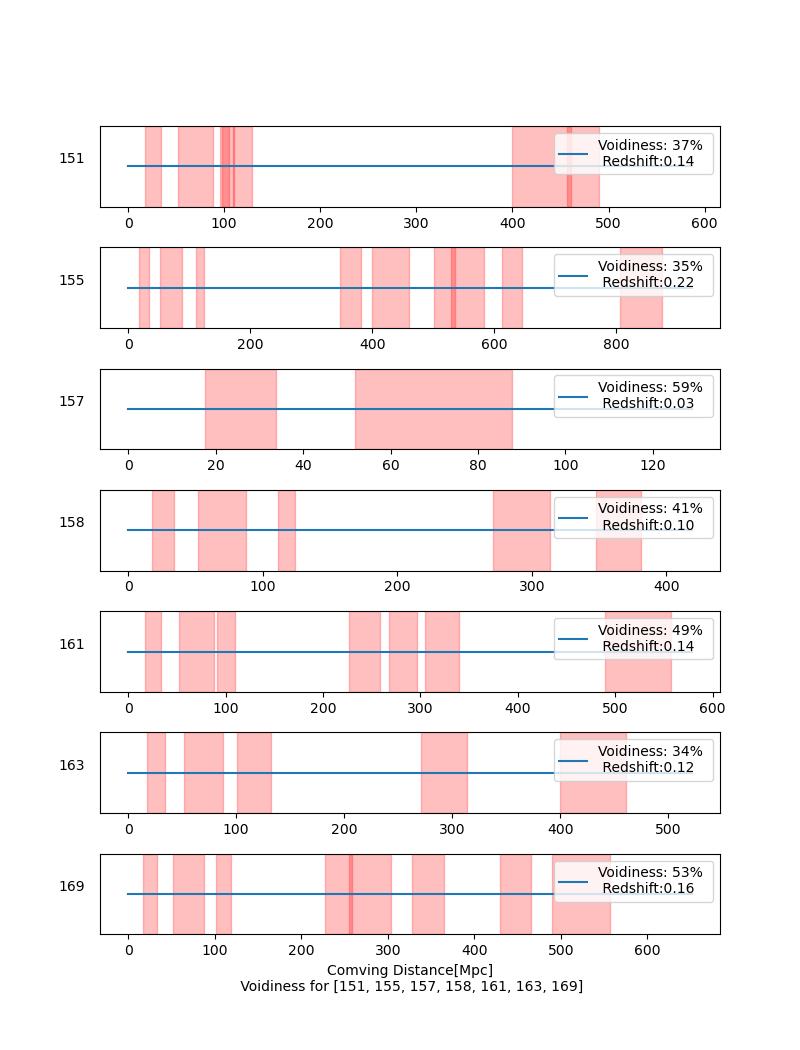 151
Voidiness: 37%
Redshift:0.14
0 100 200 300 400 500 600
155
Voidiness: 35%
Redshift:0.22
0 200 400 600 800
157
Voidiness: 59%
Redshift:0.03
0 20 40 60 80 100 120
158
Voidiness: 41%
Redshift:0.10
0 100 200 300 400
161
Voidiness: 49%
Redshift:0.14
0 100 200 300 400 500 600
163
Voidiness: 34%
Redshift:0.12
0 100 200 300 400 500
169
Voidiness: 53%
Redshift:0.16
0 100 200 300 400 500 600
Comving Distance[Mpc]
Voidiness for [151, 155, 157, 158, 161, 163, 169]